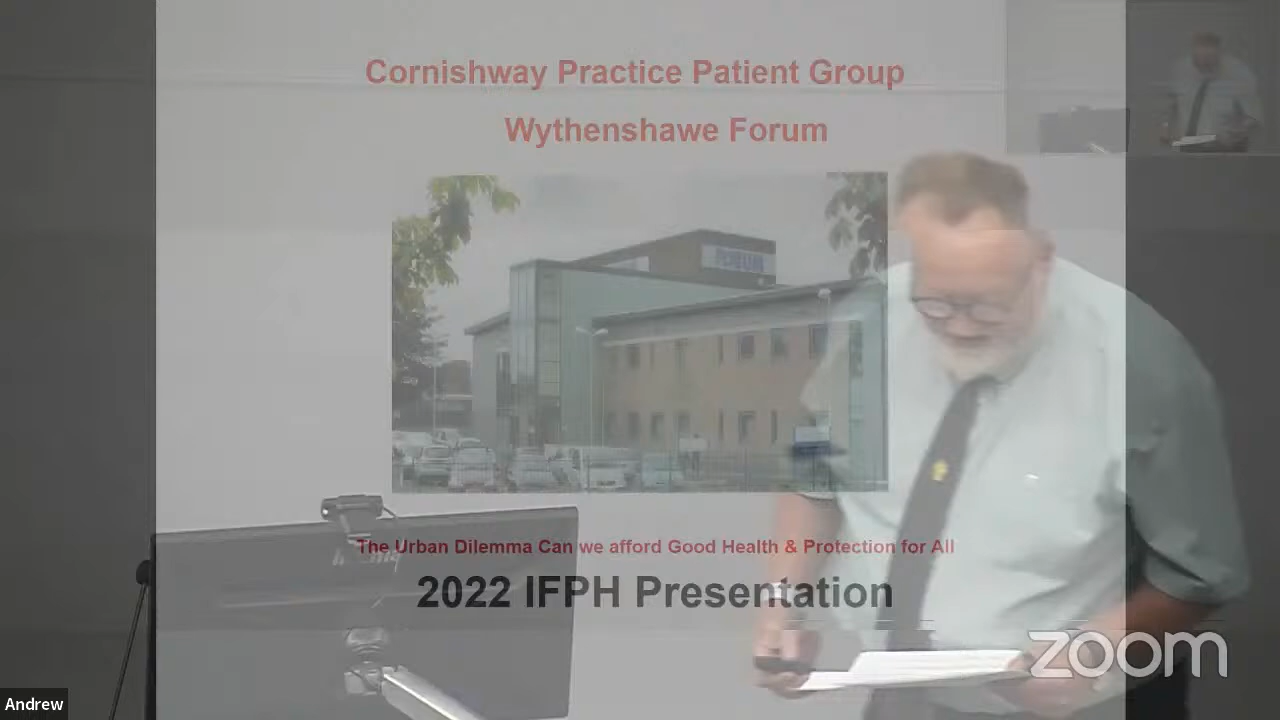 Cornishway Practice Patient Group
Wythenshawe Forum
FORUM
The Urban Dilemma Can we afford Good Health & Protection for All
2022 IFPH Presentation
zoom
Andrew